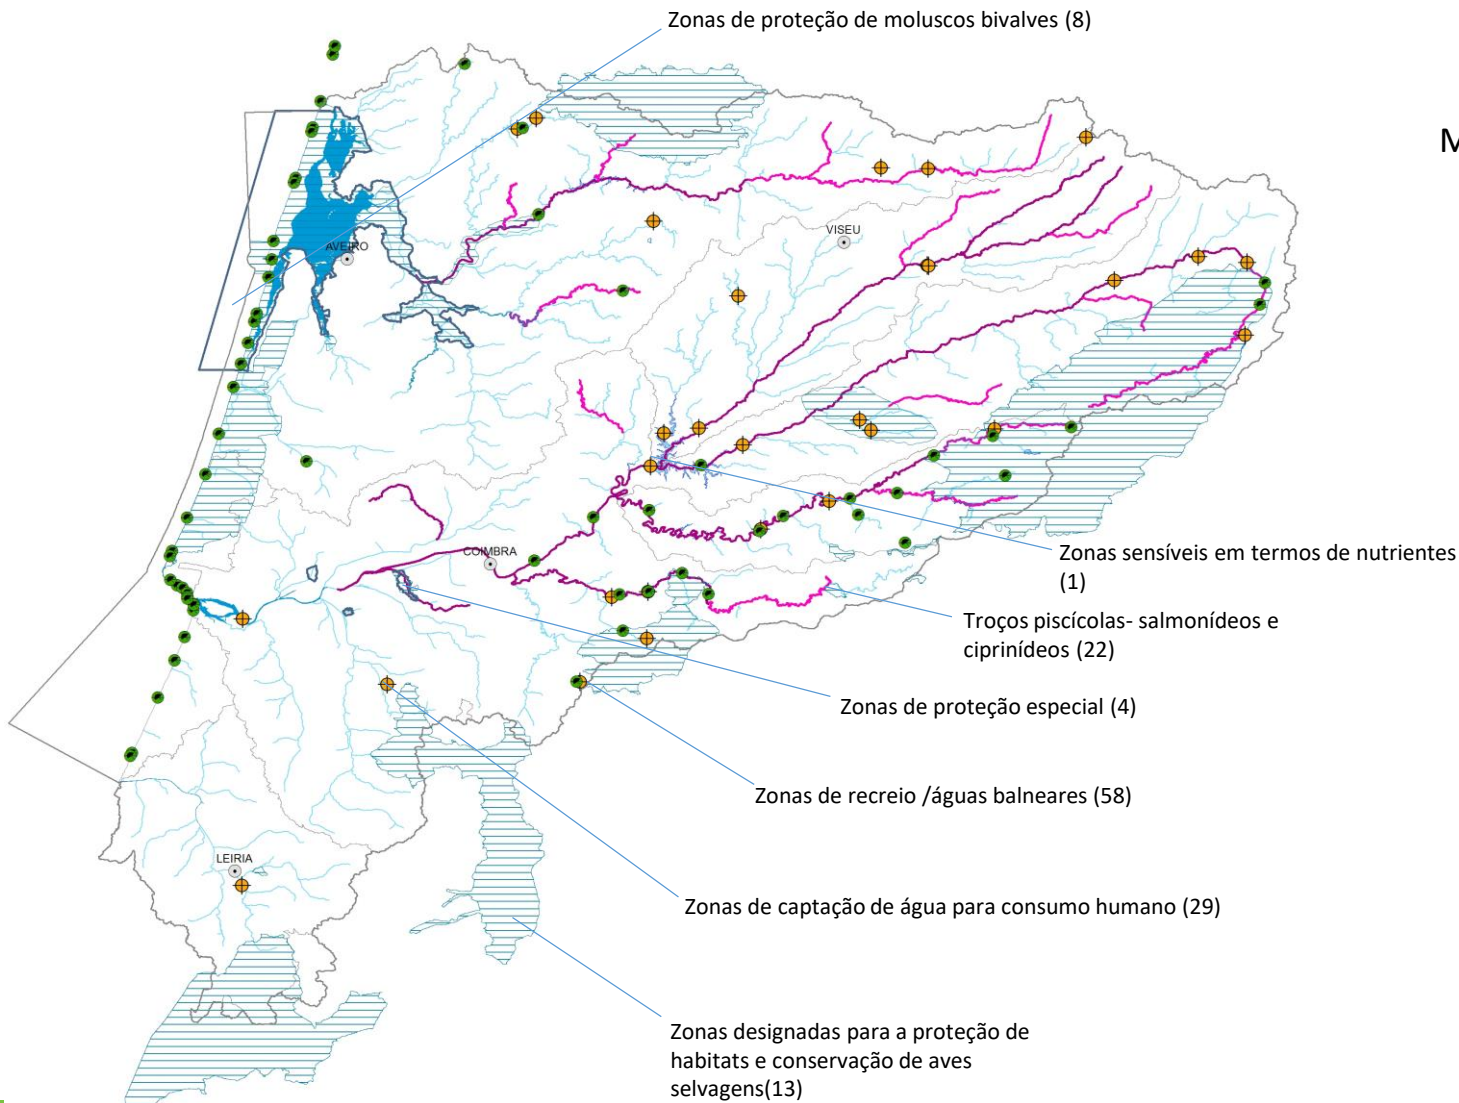 Zonas de proteção de moluscos bivalves (8)
M
VISEU
AVEIRO
COIMBRA
Zonas sensíveis em termos de nutrientes
(1)
Troços piscícolas- salmonídeos e
ciprinídeos (22)
Zonas de proteção especial (4)
Zonas de recreio /águas balneares (58)
LEIRIA
Zonas de captação de água para consumo humano (29)
Zonas designadas para a proteção de
habitats e conservação de aves
selvagens(13)